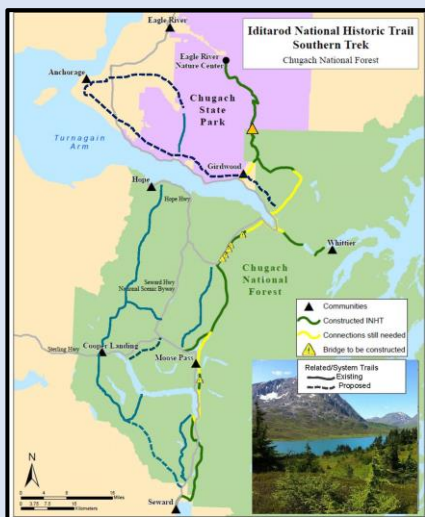 Iditarod National Historic Trail
Southern Trek
Chugach National Forest
Eagle River
Eagle River
Nature Center
Anchorage
Chugach
State
Park
Turnagain
Arm
Girdwood
Hope
Hope Hwy
Whittier
Seward Hwy
National Scenic Byway
Chugach
National
Forest
Cooper Landing
Sterling Hwy
Moose Pass
Seward
Communities
Constructed INHT
Connections still needed
Bridge to be constructed
Related/System Trails
Existing
Proposed
N
Miles
Kilometers